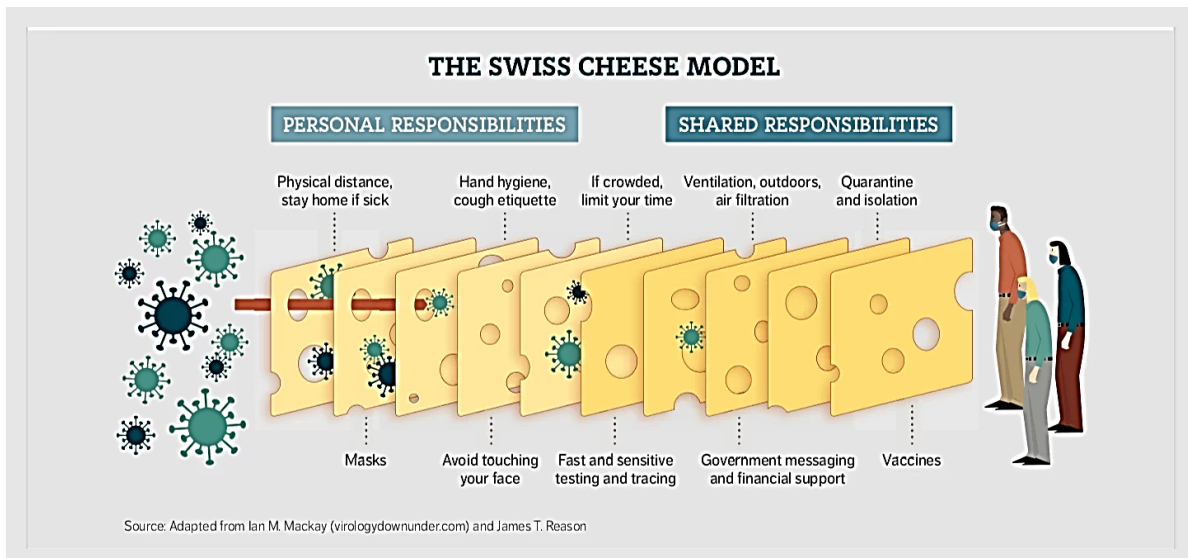 THE SWISS CHEESE MODEL
PERSONAL RESPONSIBILITIES
SHARED RESPONSIBILITIES
Physical distance,
stay home if sick
Hand hygiene,
cough etiquette
If crowded,
limit your time
Ventilation, outdoors,
air filtration
Quarantine
and isolation
Masks
Avoid touching
your face
Fast and sensitive
testing and tracing
Government messaging
and financial support
Vaccines
Source: Adapted from Ian M. Mackay (virologydownunder.com) and James T. Reason